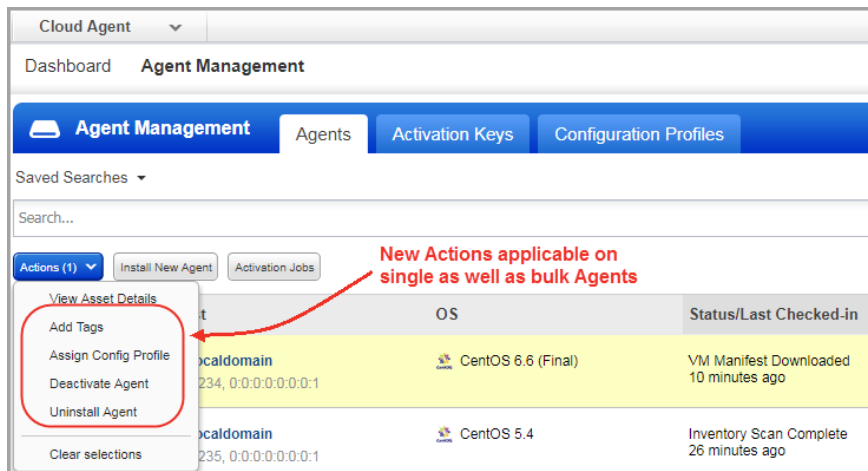 Cloud Agent
Dashboard Agent Management
Agent Management Agents Activation Keys Configuration Profiles
Saved Searches
Search...
Actions (1) Install New Agent Activation Jobs
New Actions applicable on
single as well as bulk Agents
View Asset Details
Add Tags
Assign Config Profile
Deactivate Agent
Uninstall Agent
Clear selections
OS Status/Last Checked-in
CentOS 6.6 (Final) VM Manifest Downloaded
234, 0:0:0:0:0:0:0:1 10 minutes ago
CentOS 5.4 Inventory Scan Complete
235, 0:0:0:0:0:0:0:1 26 minutes ago